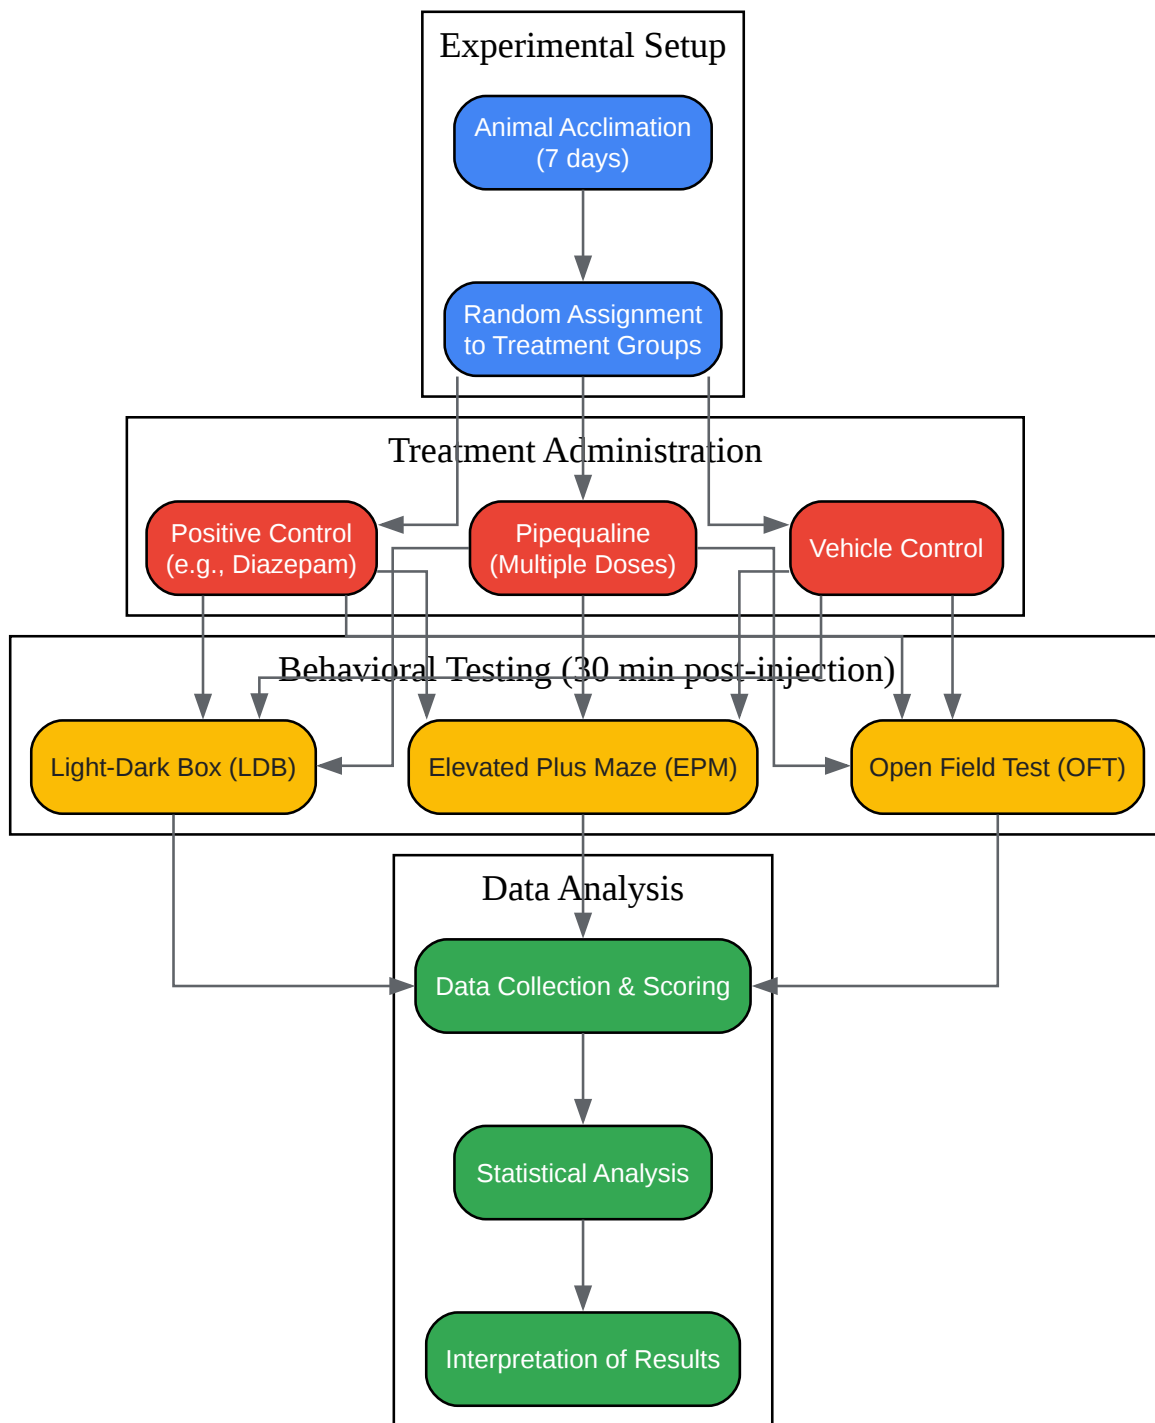 Experimental Setup
Animal Acclimation
(7 days)
Random Assignment
to Treatment Groups
Treatment Administration
Positive Control
(e.g., Diazepam)
Pipequaline
(Multiple Doses)
Vehicle Control
Behavioral Testing (30 min post-injection)
Light-Dark Box (LDB)
Elevated Plus Maze (EPM)
Open Field Test (OFT)
Data Analysis
Data Collection & Scoring
Statistical Analysis
Interpretation of Results